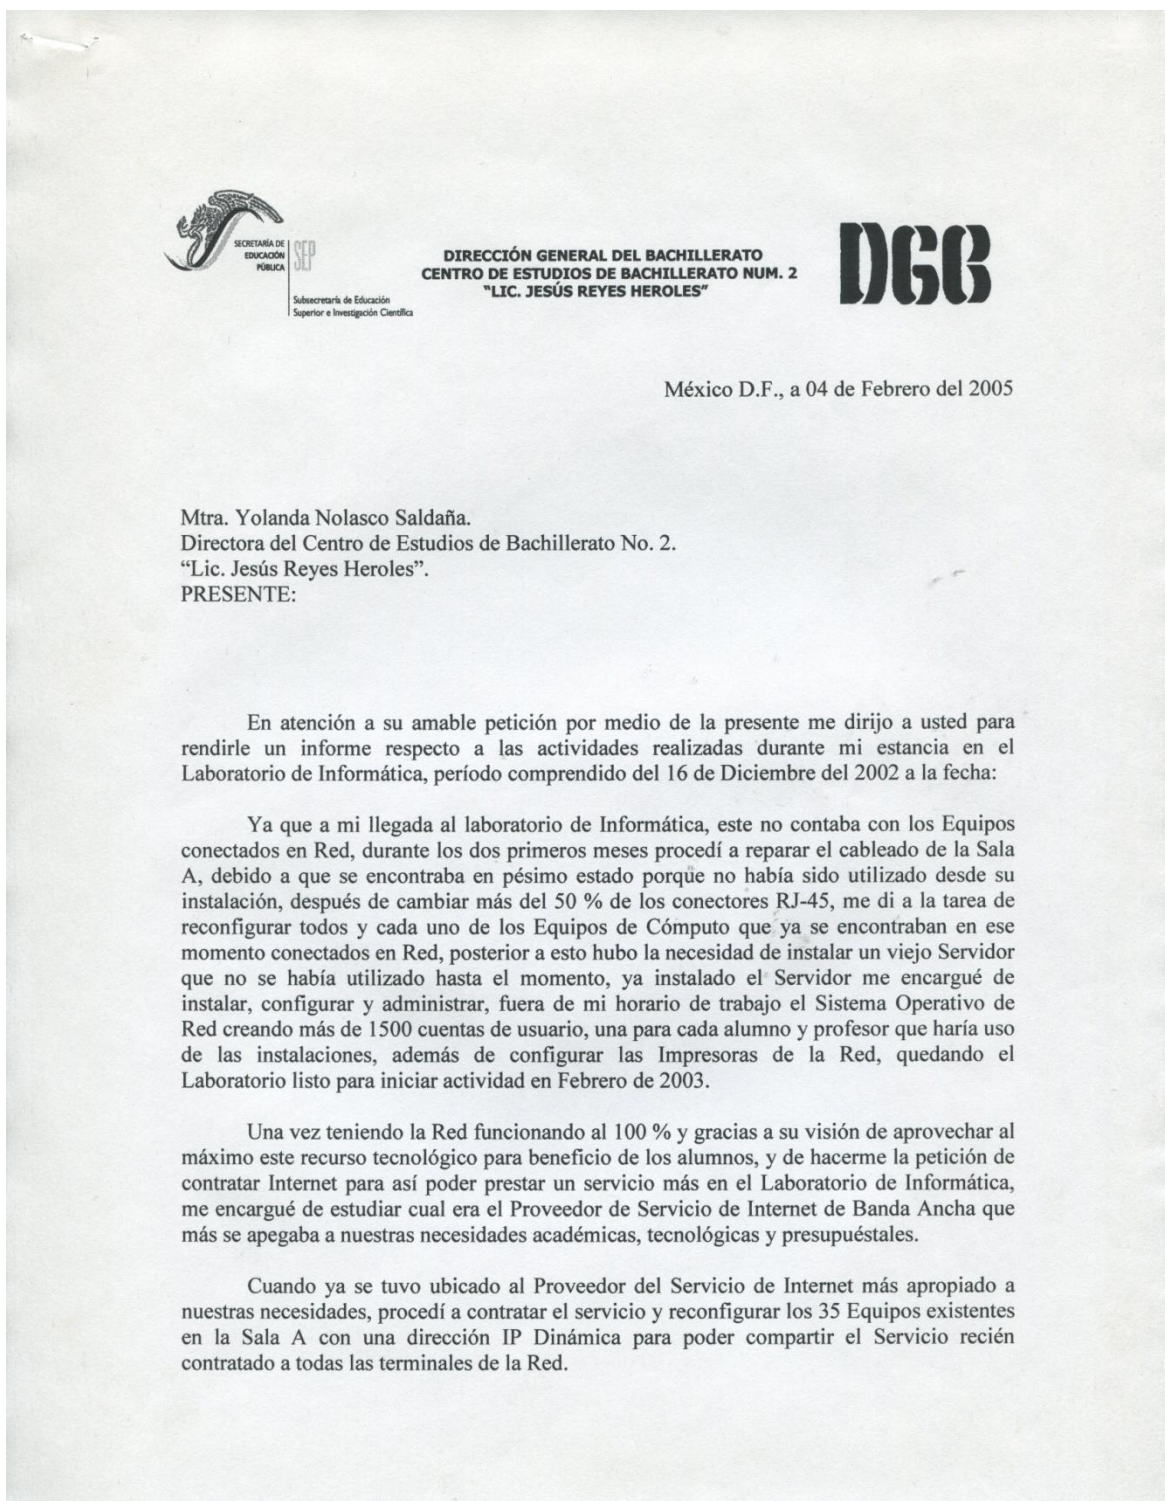 SECRETARÍA DE
EDUCACIÓN
PÚBLICA
SEP
Subsecretaría de Educación
Superior e Investigación Científica
DIRECCIÓN GENERAL DEL BACHILLERATO
CENTRO DE ESTUDIOS DE BACHILLERATO NUM. 2
"LIC. JESÚS REYES HEROLES"
DGB
México D.F., a 04 de Febrero del 2005
Mtra. Yolanda Nolasco Saldaña.
Directora del Centro de Estudios de Bachillerato No. 2.
“Lic. Jesús Reyes Heroles”.
PRESENTE:
En atención a su amable petición por medio de la presente me dirijo a usted para
rendirle un informe respecto a las actividades realizadas durante mi estancia en el
Laboratorio de Informática, período comprendido del 16 de Diciembre del 2002 a la fecha:
Ya que a mi llegada al laboratorio de Informática, este no contaba con los Equipos
conectados en Red, durante los dos primeros meses procedí a reparar el cableado de la Sala
A, debido a que se encontraba en pésimo estado porque no había sido utilizado desde su
instalación, después de cambiar más del 50 % de los conectores RJ-45, me di a la tarea de
reconfigurar todos y cada uno de los Equipos de Cómputo que ya se encontraban en ese
momento conectados en Red, posterior a esto hubo la necesidad de instalar un viejo Servidor
que no se había utilizado hasta el momento, ya instalado el Servidor me encargué de
instalar, configurar y administrar, fuera de mi horario de trabajo el Sistema Operativo de
Red creando más de 1500 cuentas de usuario, una para cada alumno y profesor que haría uso
de las instalaciones, además de configurar las Impresoras de la Red, quedando el
Laboratorio listo para iniciar actividad en Febrero de 2003.
Una vez teniendo la Red funcionando al 100 % y gracias a su visión de aprovechar al
máximo este recurso tecnológico para beneficio de los alumnos, y de hacerme la petición de
contratar Internet para así poder prestar un servicio más en el Laboratorio de Informática,
me encargué de estudiar cual era el Proveedor de Servicio de Internet de Banda Ancha que
más se apegaba a nuestras necesidades académicas, tecnológicas y presupuéstales.
Cuando ya se tuvo ubicado al Proveedor del Servicio de Internet más apropiado a
nuestras necesidades, procedí a contratar el servicio y reconfigurar los 35 Equipos existentes
en la Sala A con una dirección IP Dinámica para poder compartir el Servicio recién
contratado a todas las terminales de la Red.